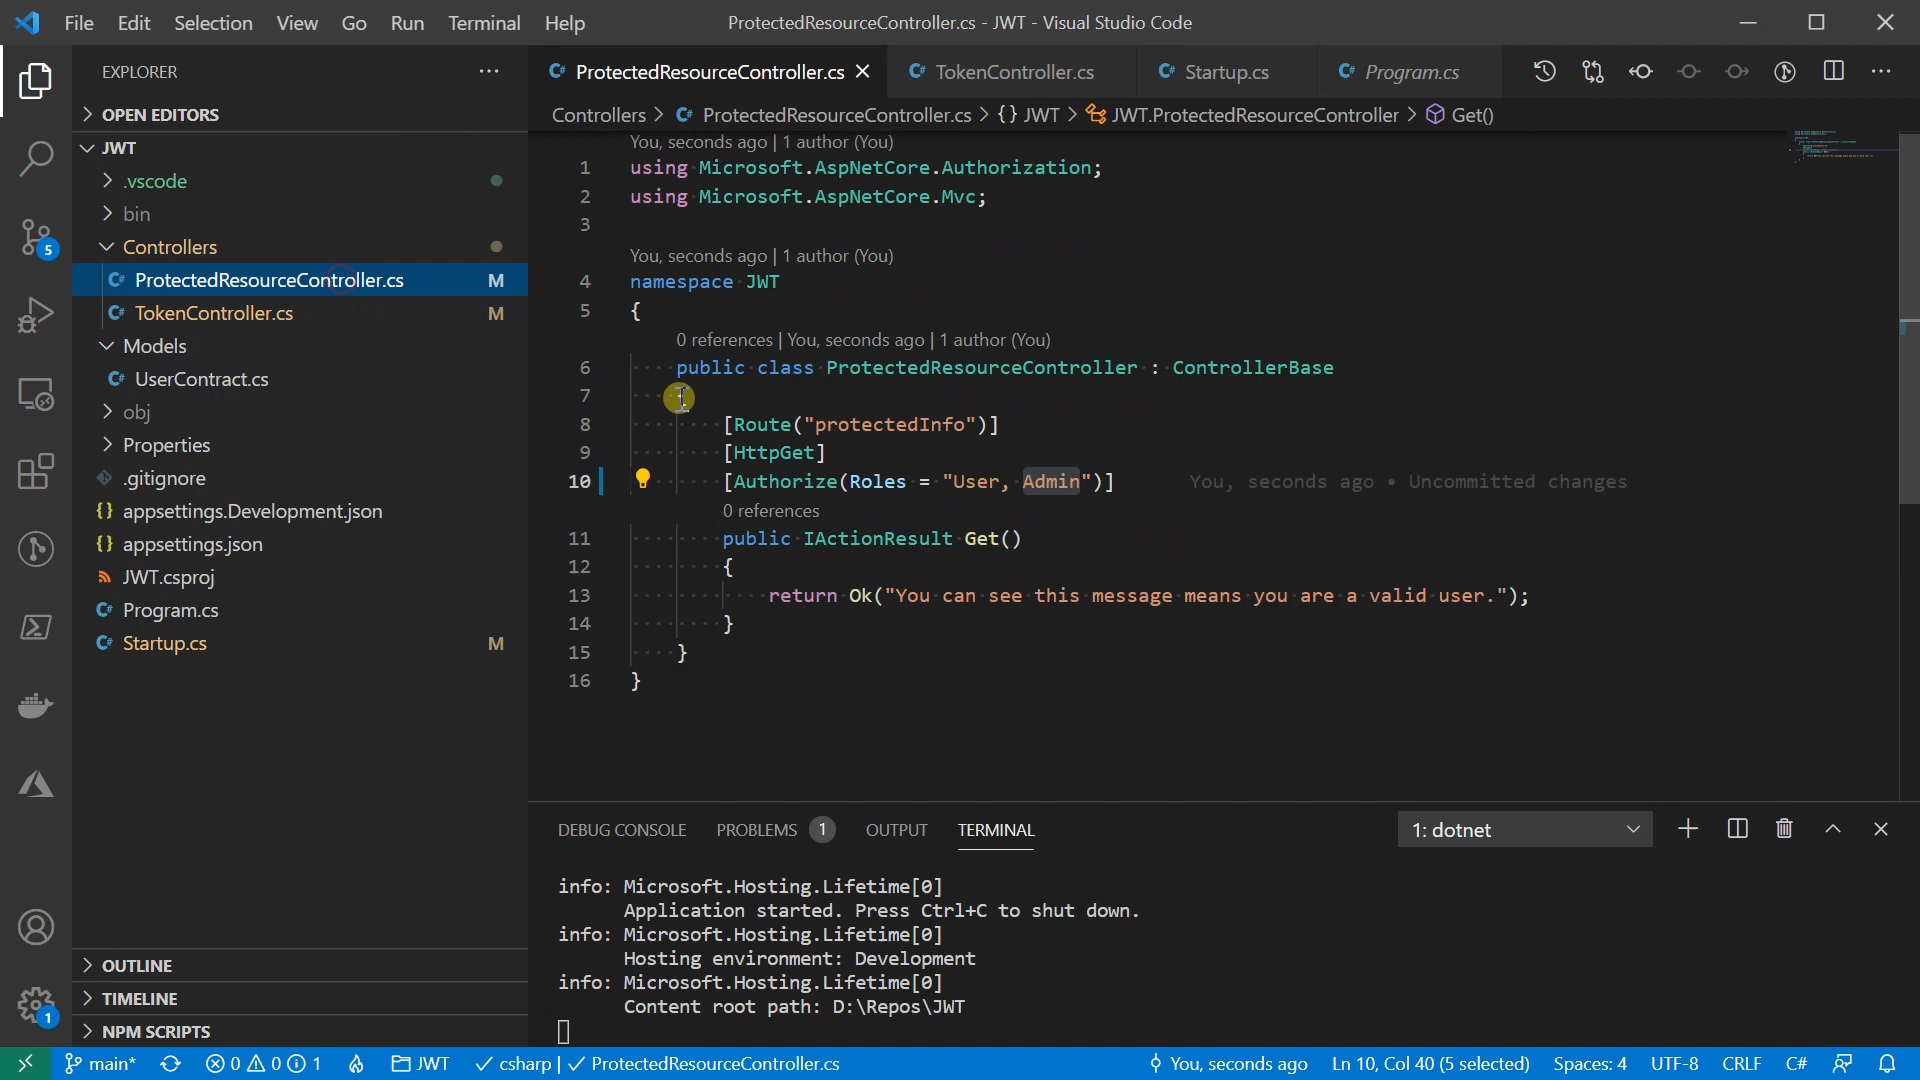 File Edit Selection View Go Run Terminal Help ProtectedResourceController.cs - JWT - Visual Studio Code
EXPLORER
OPEN EDITORS
JWT
.vscode
bin
Controllers
ProtectedResourceController.cs M
TokenController.cs M
Models
UserContract.cs
obj
Properties
.gitignore
appsettings.Development.json
appsettings.json
JWT.csproj
Program.cs
Startup.cs M
OUTLINE
TIMELINE
NPM SCRIPTS
5
1
ProtectedResourceController.cs TokenController.cs Startup.cs Program.cs
Controllers > ProtectedResourceController.cs > {} JWT > JWT.ProtectedResourceController > Get()
You, seconds ago | 1 author (You)
1 using Microsoft.AspNetCore.Authorization;
2 using Microsoft.AspNetCore.Mvc;
3
You, seconds ago | 1 author (You)
4 namespace JWT
5 {
0 references | You, seconds ago | 1 author (You)
6 public class ProtectedResourceController : ControllerBase
7 {
8 [Route("protectedInfo")]
9 [HttpGet]
10 [Authorize(Roles = "User, Admin")] You, seconds ago • Uncommitted changes
0 references
11 public IActionResult Get()
12 {
13 return Ok("You can see this message means you are a valid user.");
14 }
15 }
16 }
DEBUG CONSOLE PROBLEMS 1 OUTPUT TERMINAL 1: dotnet
info: Microsoft.Hosting.Lifetime[0]
Application started. Press Ctrl+C to shut down.
info: Microsoft.Hosting.Lifetime[0]
Hosting environment: Development
info: Microsoft.Hosting.Lifetime[0]
Content root path: D:\Repos\JWT
main* 0 0 1 JWT csharp | ProtectedResourceController.cs You, seconds ago Ln 10, Col 40 (5 selected) Spaces: 4 UTF-8 CRLF C#